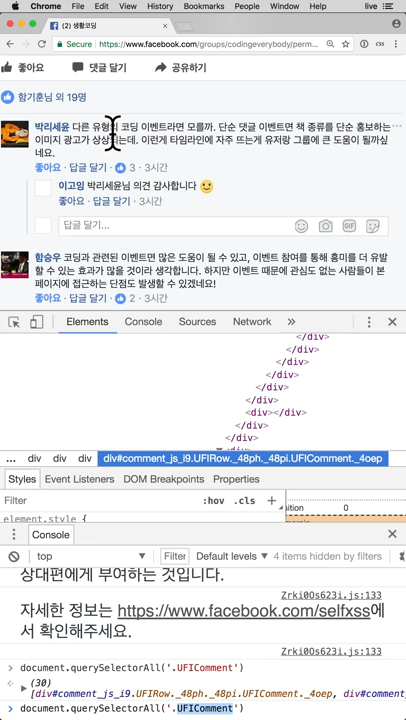 Chrome File Edit View History Bookmarks People Window Help live
(2) 생활코딩
Secure https://www.facebook.com/groups/codingeverybody/perm… css
좋아요 댓글 달기 공유하기
함기훈님 외 19명
박리세윤 다른 유형의 코딩 이벤트라면 모를까. 단순 댓글 이벤트면 책 종류를 단순 홍보하는
이미지 광고가 상상되는데. 이런게 타임라인에 자주 뜨는게 유저랑 그룹에 큰 도움이 될까싶
네요.
좋아요 · 답글 달기 · 3 · 3시간
이고잉 박리세윤님 의견 감사합니다
좋아요 · 답글 달기 · 3시간
답글 달기...
GIF
함승우 코딩과 관련된 이벤트면 많은 도움이 될 수 있고, 이벤트 참여를 통해 흥미를 더 유발
할 수 있는 효과가 많을 것이라 생각합니다. 하지만 이벤트 때문에 관심도 없는 사람들이 본
페이지에 접근하는 단점도 발생할 수 있겠네요!
좋아요 · 답글 달기 · 2 · 3시간
Elements Console Sources Network »
</div>
</div>
</div>
</div>
</div>
</div>
<div></div>
</div>
</div>
... div div div div#comment_js_i9.UFIRow._48ph._48pi.UFIComment._4oep
Styles Event Listeners DOM Breakpoints Properties
Filter :hov .cls +
sition 0
element.style {
Console
top Filter Default levels 4 items hidden by filters
상대편에게 부여하는 것입니다.
Zrki0Os623i.js:133
자세한 정보는 https://www.facebook.com/selfxss에
서 확인해주세요.
Zrki0Os623i.js:133
document.querySelectorAll('.UFIComment')
(30)
[div#comment_js_i9.UFIRow._48ph._48pi.UFIComment._4oep, div#commen
document.querySelectorAll('.UFIComment')